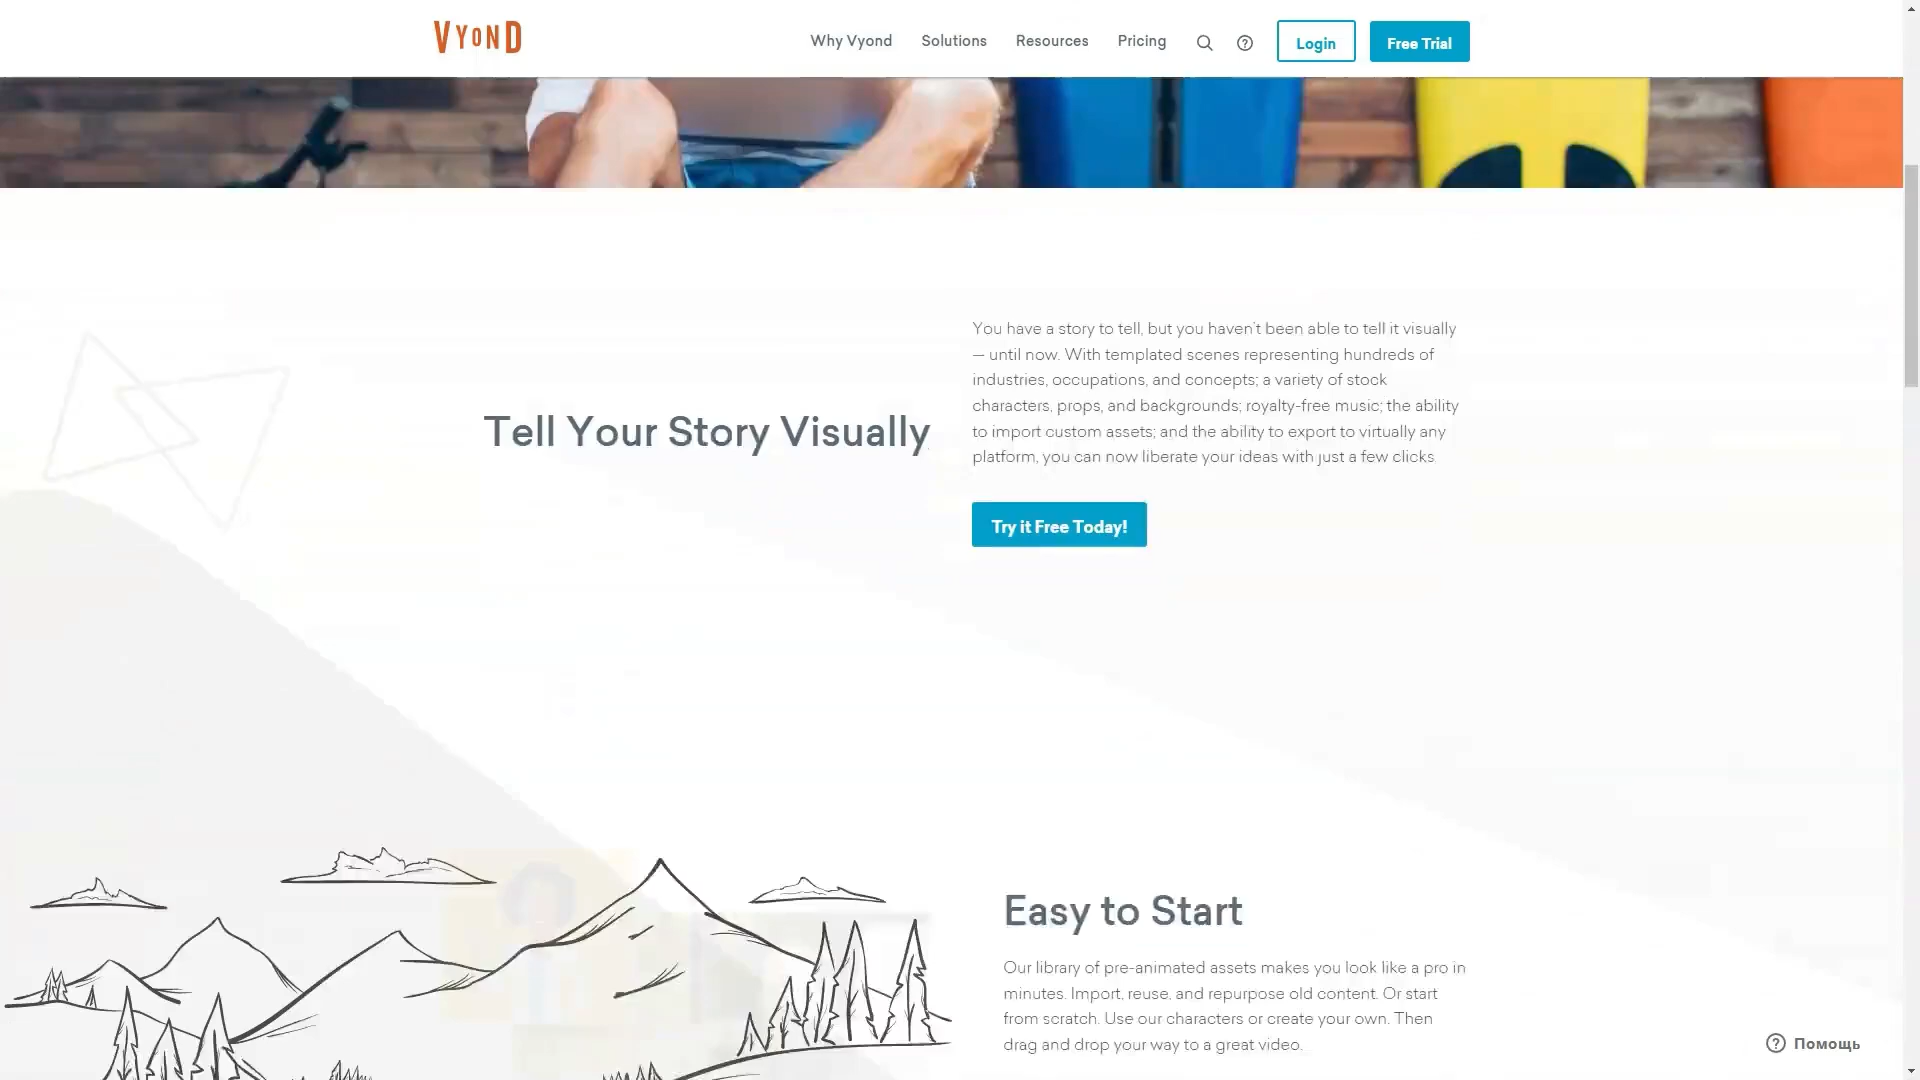 VYOND
Why Vyond Solutions Resources Pricing Login Free Trial
Tell Your Story Visually
You have a story to tell, but you haven't been able to tell it visually
— until now. With templated scenes representing hundreds of
industries, occupations, and concepts; a variety of stock
characters, props, and backgrounds; royalty-free music; the ability
to import custom assets; and the ability to export to virtually any
platform, you can now liberate your ideas with just a few clicks.
Try it Free Today!
Easy to Start
Our library of pre-animated assets makes you look like a pro in
minutes. Import, reuse, and repurpose old content. Or start
from scratch. Use our characters or create your own. Then
drag and drop your way to a great video.
Помощь